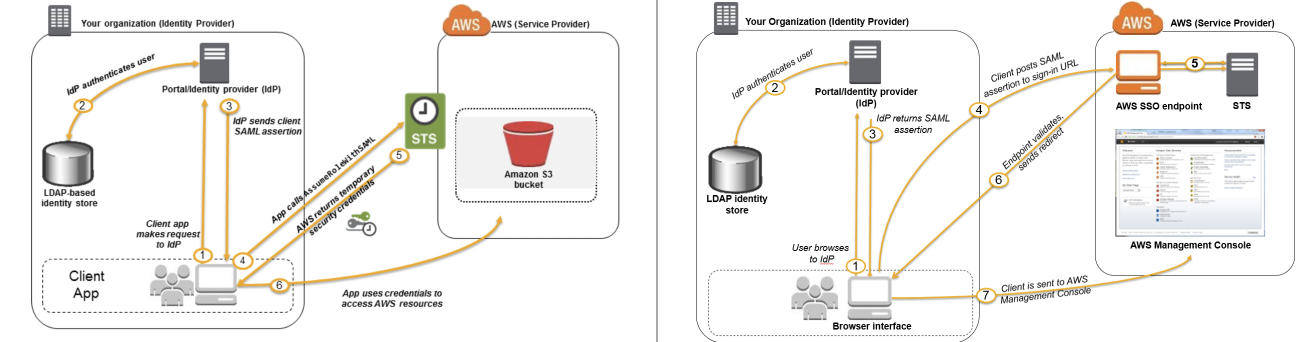 Your organization (Identity Provider)
AWS
AWS (Service Provider)
IdP authenticates user
2
Portal/Identity provider (IdP)
3
IdP sends client
SAML assertion
STS
App calls AssumeRoleWithSAML
5
AWS returns temporary
security credentials
Amazon S3
bucket
LDAP-based
identity store
Client app
makes request
to IdP
1
4
Client
App
6
App uses credentials to
access AWS resources
Your Organization (Identity Provider)
AWS
AWS (Service Provider)
IdP authenticates user
2
Portal/Identity provider
(IdP)
3
IdP returns SAML
assertion
Client posts SAML
assertion to sign-in URL
4
5
AWS SSO endpoint
STS
Endpoint validates,
sends redirect
6
LDAP identity
store
AWS Management Console
User browses
to IdP
1
7
Client is sent to AWS
Management Console
Browser interface